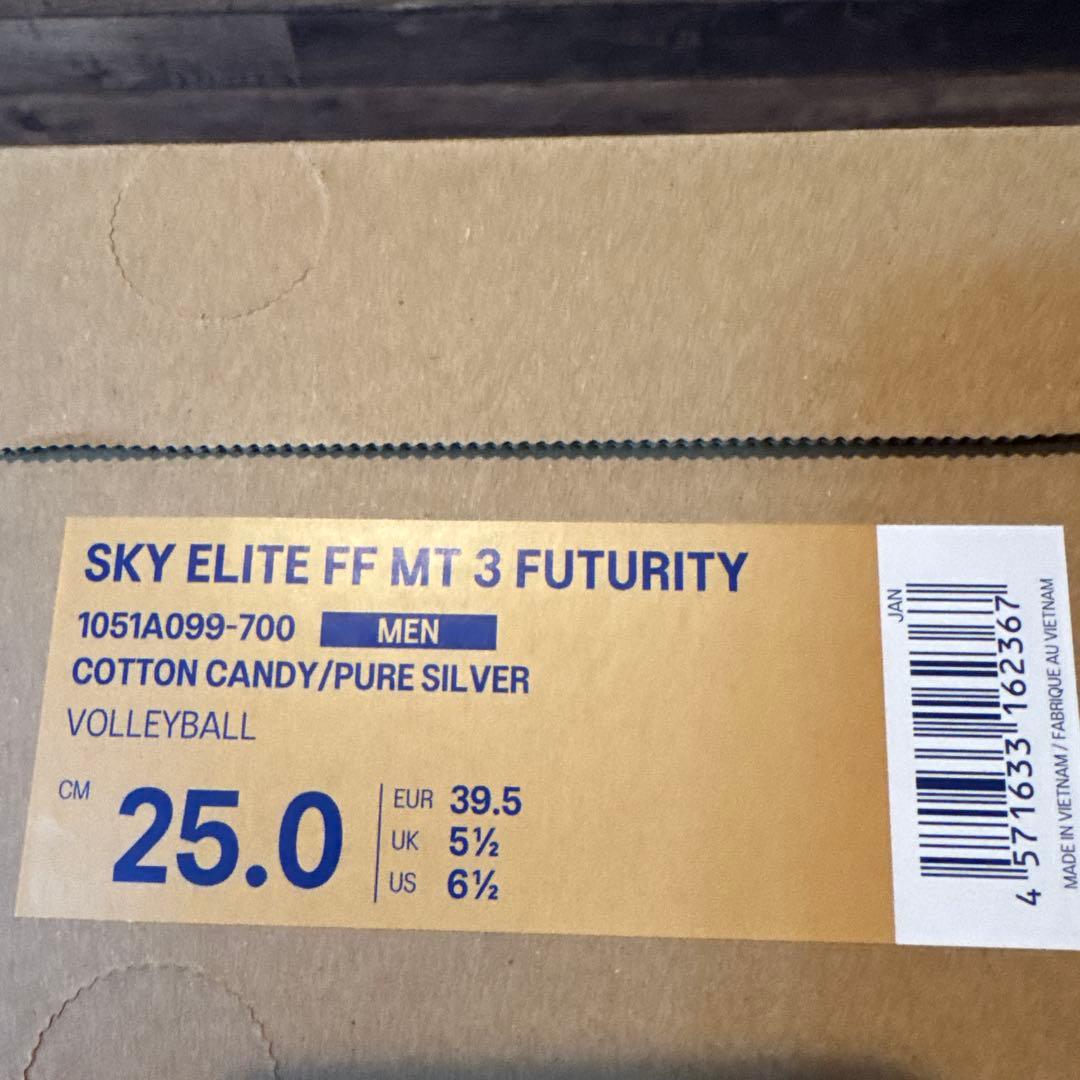 SKY ELITE FF MT 3 FUTURITY
1051A099-700 MEN
COTTON CANDY/PURE SILVER
VOLLEYBALL
CM 25.0
EUR 39.5
UK 5½
US 6½
JAN
4 571633 162367
MADE IN VIETNAM / FABRIQUE AU VIETNAM